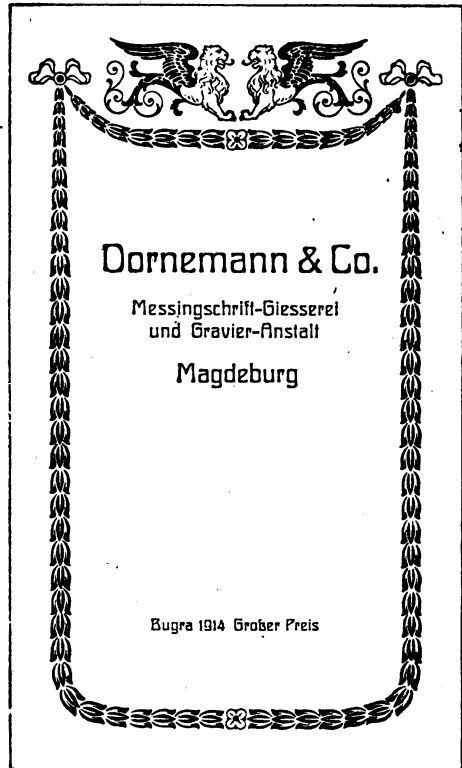 Dornemann & Co.
Messingschrift-Giesserei
und Gravier-Anstalt
Magdeburg
Bugra 1914 Großer Preis